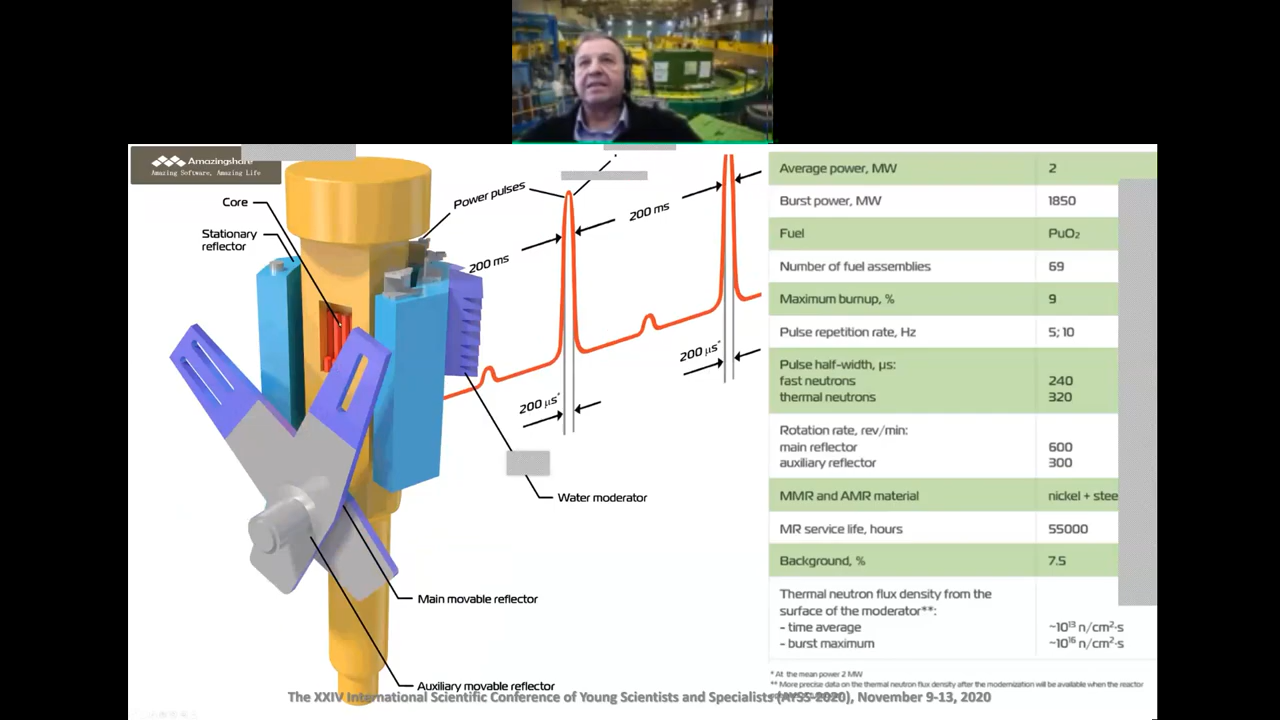 Amazingshare
Amazing Software, Amazing Life
Core
Stationary
reflector
Power pulses
200 ms
200 ms
200 μs*
200 μs*
Water moderator
Main movable reflector
Auxiliary movable reflector
Average power, MW 2
Burst power, MW 1850
Fuel PuO₂
Number of fuel assemblies 69
Maximum burnup, % 9
Pulse repetition rate, Hz 5; 10
Pulse half-width, μs:
fast neutrons 240
thermal neutrons 320
Rotation rate, rev/min:
main reflector 600
auxiliary reflector 300
MMR and AMR material nickel + stee
MR service life, hours 55000
Background, % 7.5
Thermal neutron flux density from the
surface of the moderator**:
- time average ~10¹³ n/cm²·s
- burst maximum ~10¹⁶ n/cm²·s
* At the mean power 2 MW
** More precise data on the thermal neutron flux density after the modernization will be available when the reactor
The XXIV International Scientific Conference of Young Scientists and Specialists (AYSS-2020), November 9-13, 2020